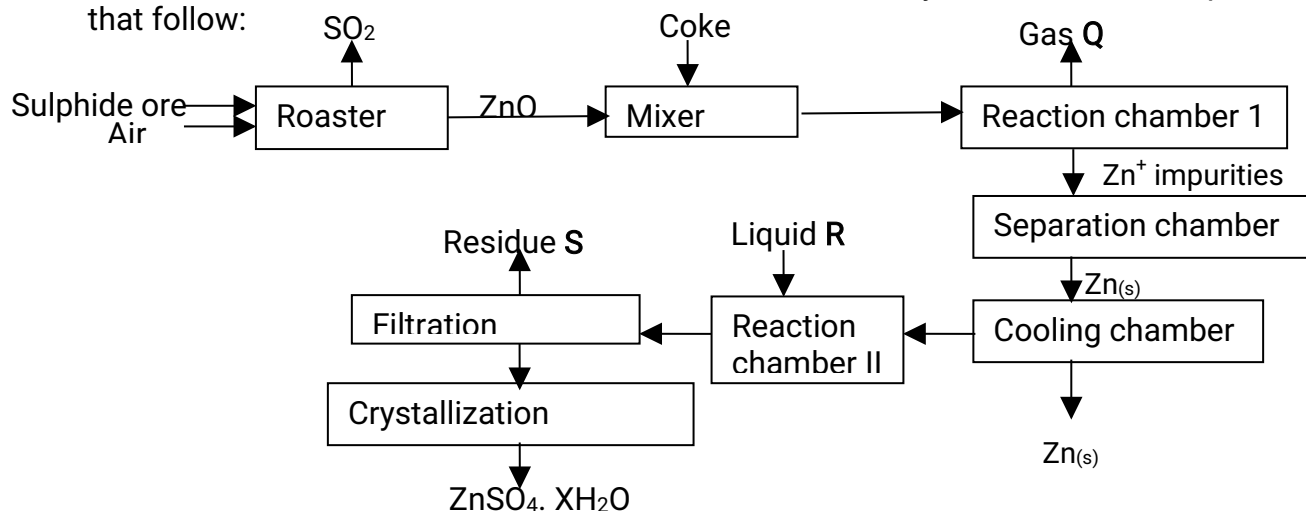 that follow:
SO₂
Coke
Gas Q
Sulphide ore
Air
Roaster
ZnO
Mixer
Reaction chamber 1
Zn⁺ impurities
Separation chamber
Residue S
Liquid R
Zn(s)
Filtration
Reaction
chamber II
Cooling chamber
Crystallization
Zn(s)
ZnSO₄. XH₂O